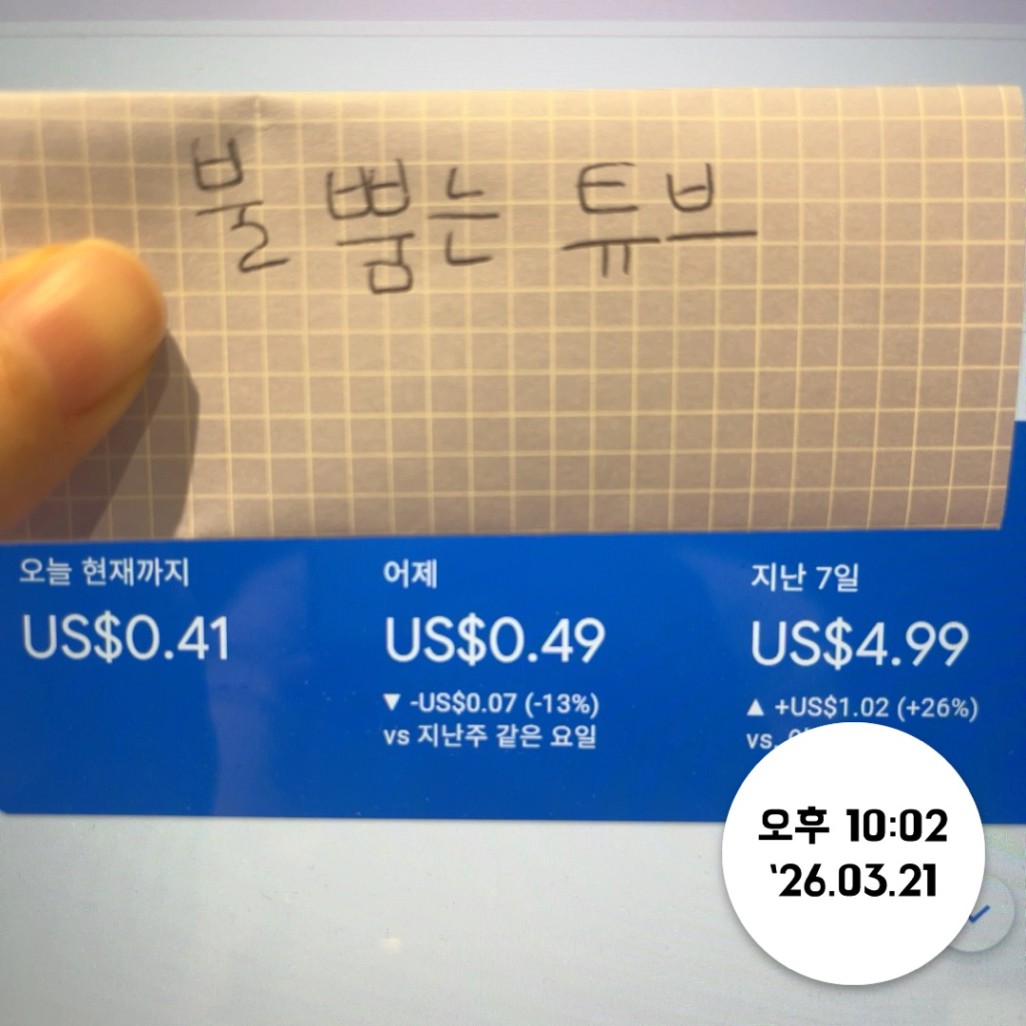 불 뿜는 튜브
오늘 현재까지
US$0.41
어제
US$0.49
▼ -US$0.07 (-13%)
vs 지난주 같은 요일
지난 7일
US$4.99
▲ +US$1.02 (+26%)
vs.
오후 10:02
'26.03.21